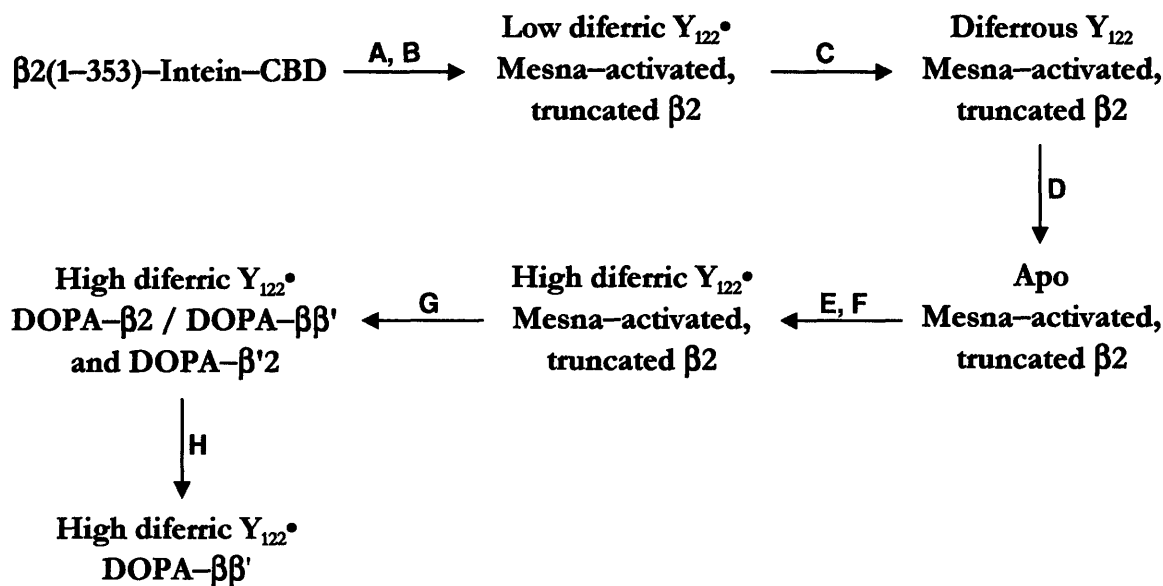 β2(1–353)–Intein–CBD
A, B
Low diferric Y₁₂₂•
Mesna–activated,
truncated β2
C
Diferrous Y₁₂₂
Mesna–activated,
truncated β2
D
Apo
Mesna–activated,
truncated β2
E, F
High diferric Y₁₂₂•
Mesna–activated,
truncated β2
G
High diferric Y₁₂₂•
DOPA–β2 / DOPA–ββ'
and DOPA–β'2
H
High diferric Y₁₂₂•
DOPA–ββ'